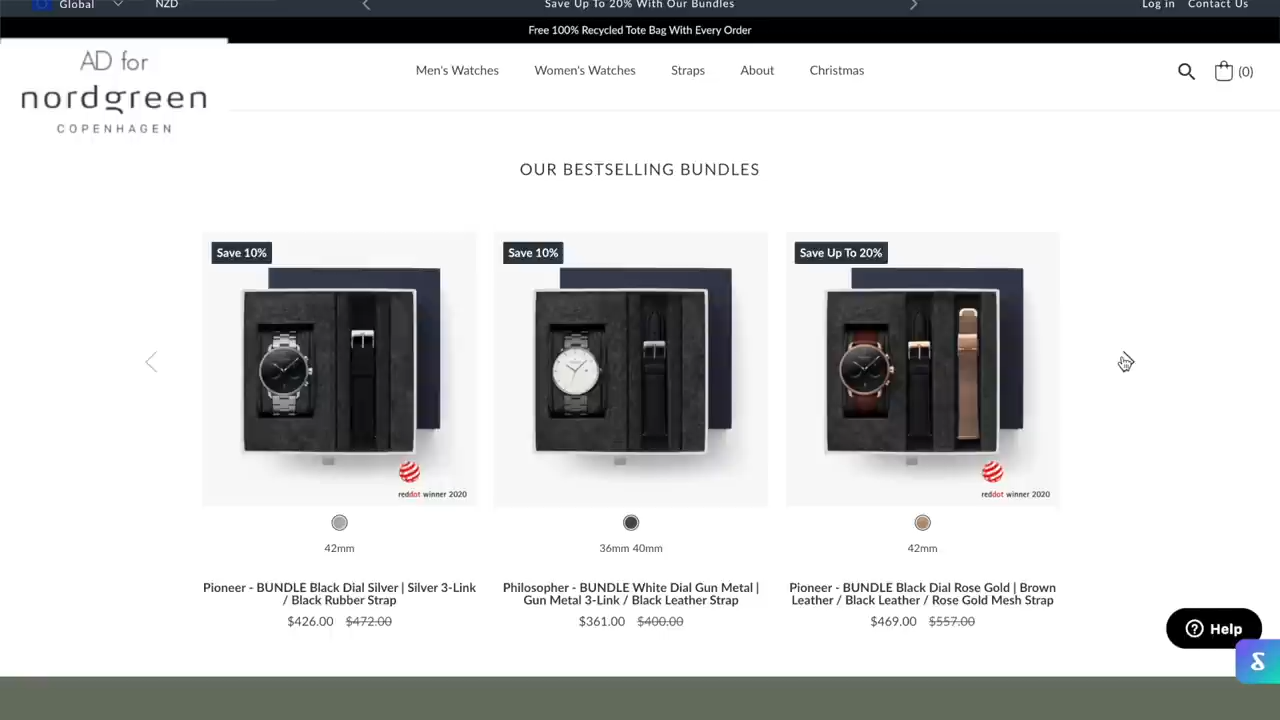 Global NZD Save Up To 20% With Our Bundles Log in Contact Us
Free 100% Recycled Tote Bag With Every Order
AD for
nordgreen
COPENHAGEN
Men's Watches Women's Watches Straps About Christmas (0)
OUR BESTSELLING BUNDLES
Save 10% Save 10% Save Up To 20%
reddot winner 2020 reddot winner 2020
42mm 36mm 40mm 42mm
Pioneer - BUNDLE Black Dial Silver | Silver 3-Link
/ Black Rubber Strap
$426.00 $472.00
Philosopher - BUNDLE White Dial Gun Metal |
Gun Metal 3-Link / Black Leather Strap
$361.00 $400.00
Pioneer - BUNDLE Black Dial Rose Gold | Brown
Leather / Black Leather / Rose Gold Mesh Strap
$469.00 $557.00
Help